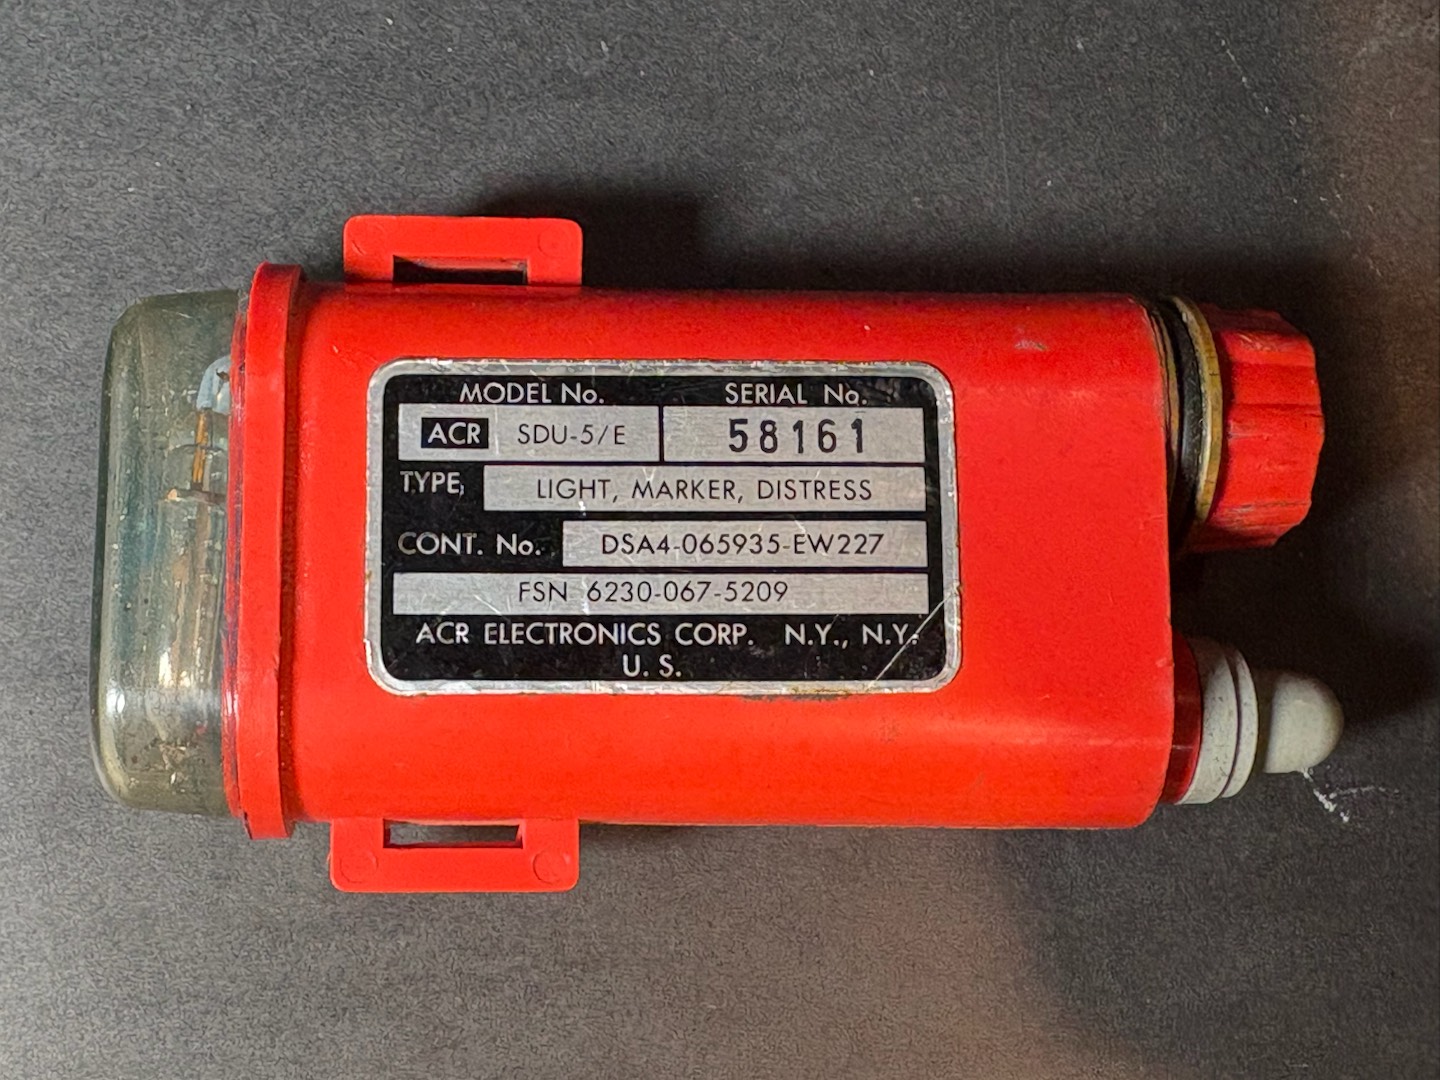 MODEL No. SERIAL No.
ACR SDU-5/E 58161
TYPE, LIGHT, MARKER, DISTRESS
CONT. No. DSA4-065935-EW227
FSN 6230-067-5209
ACR ELECTRONICS CORP. N.Y., N.Y.
U. S.